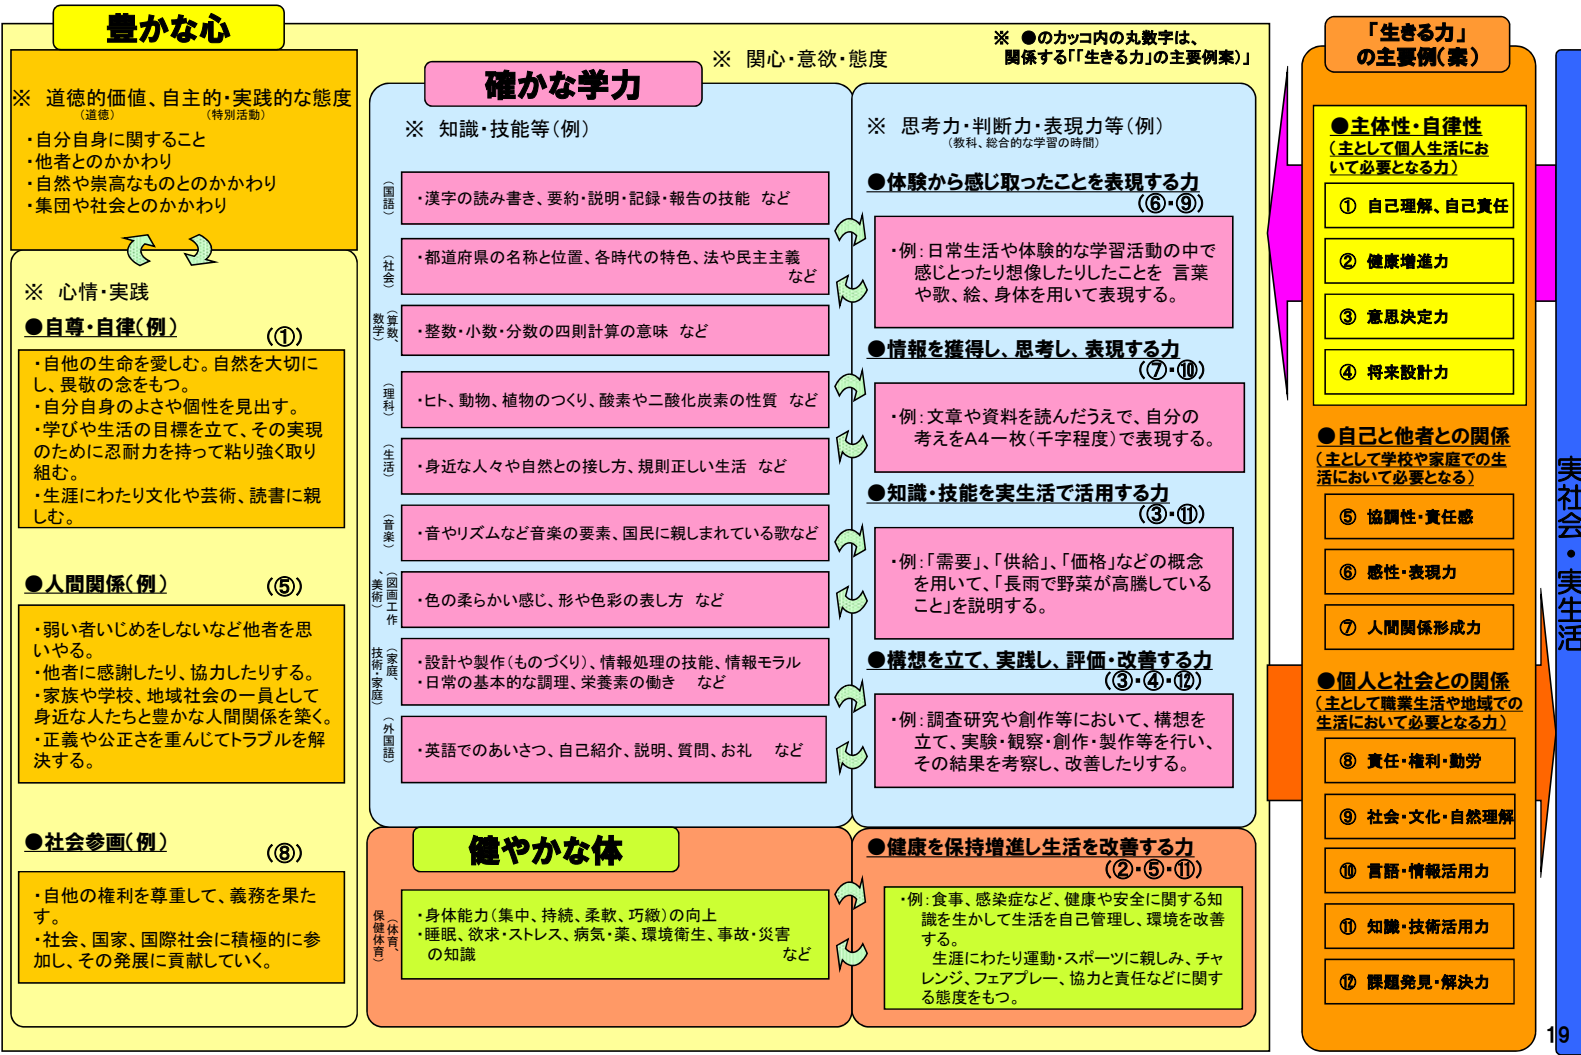 豊かな心
※ 道徳的価値、自主的・実践的な態度
（道徳）　（特別活動）
・自分自身に関すること
・他者とのかかわり
・自然や崇高なものとのかかわり
・集団や社会とのかかわり
※ 心情・実践
●自尊・自律(例)
(①)
・自他の生命を愛しむ。自然を大切に
し、畏敬の念をもつ。
・自分自身のよさや個性を見出す。
・学びや生活の目標を立て、その実現
のために忍耐力を持って粘り強く取り
組む。
・生涯にわたり文化や芸術、読書に親
しむ。
●人間関係(例)
(⑤)
・弱い者いじめをしないなど他者を思
いやる。
・他者に感謝したり、協力したりする。
・家族や学校、地域社会の一員として
身近な人たちと豊かな人間関係を築く。
・正義や公正さを重んじてトラブルを解
決する。
●社会参画(例)
(⑧)
・自他の権利を尊重して、義務を果た
す。
・社会、国家、国際社会に積極的に参
加し、その発展に貢献していく。
※ 関心・意欲・態度
※ ●のカッコ内の丸数字は、
関係する「「生きる力」の主要例案)」
確かな学力
※ 知識・技能等(例)
（国語）
・漢字の読み書き、要約・説明・記録・報告の技能 など
（社会）
・都道府県の名称と位置、各時代の特色、法や民主主義
など
（算数、
数学）
・整数・小数・分数の四則計算の意味 など
（理科）
・ヒト、動物、植物のつくり、酸素や二酸化炭素の性質 など
（生活）
・身近な人々や自然との接し方、規則正しい生活 など
（音楽）
・音やリズムなど音楽の要素、国民に親しまれている歌など
（図画工作
、美術）
・色の柔らかい感じ、形や色彩の表し方 など
（家庭、
技術・家庭）
・設計や製作(ものづくり)、情報処理の技能、情報モラル
・日常の基本的な調理、栄養素の働き など
（外国語）
・英語でのあいさつ、自己紹介、説明、質問、お礼 など
※ 思考力・判断力・表現力等(例)
（教科、総合的な学習の時間）
●体験から感じ取ったことを表現する力
(⑥・⑨)
・例:日常生活や体験的な学習活動の中で
感じとったり想像したりしたことを 言葉
や歌、絵、身体を用いて表現する。
●情報を獲得し、思考し、表現する力
(⑦・⑩)
・例:文章や資料を読んだうえで、自分の
考えをA4一枚(千字程度)で表現する。
●知識・技能を実生活で活用する力
(③・⑪)
・例:「需要」、「供給」、「価格」などの概念
を用いて、「長雨で野菜が高騰している
こと」を説明する。
●構想を立て、実践し、評価・改善する力
(③・④・⑫)
・例:調査研究や創作等において、構想を
立て、実験・観察・創作・製作等を行い、
その結果を考察し、改善したりする。
健やかな体
（体育、
保健体育）
・身体能力(集中、持続、柔軟、巧緻)の向上
・睡眠、欲求・ストレス、病気・薬、環境衛生、事故・災害
の知識 など
●健康を保持増進し生活を改善する力
(②・⑤・⑪)
・例:食事、感染症など、健康や安全に関する知
識を生かして生活を自己管理し、環境を改善
する。
生涯にわたり運動・スポーツに親しみ、チャ
レンジ、フェアプレー、協力と責任などに関す
る態度をもつ。
「生きる力」
の主要例(案)
●主体性・自律性
(主として個人生活にお
いて必要となる力)
① 自己理解、自己責任
② 健康増進力
③ 意思決定力
④ 将来設計力
●自己と他者との関係
(主として学校や家庭での生
活において必要となる)
⑤ 協調性・責任感
⑥ 感性・表現力
⑦ 人間関係形成力
●個人と社会との関係
(主として職業生活や地域での
生活において必要となる力)
⑧ 責任・権利・勤労
⑨ 社会・文化・自然理解
⑩ 言語・情報活用力
⑪ 知識・技術活用力
⑫ 課題発見・解決力
実社会・実生活
19